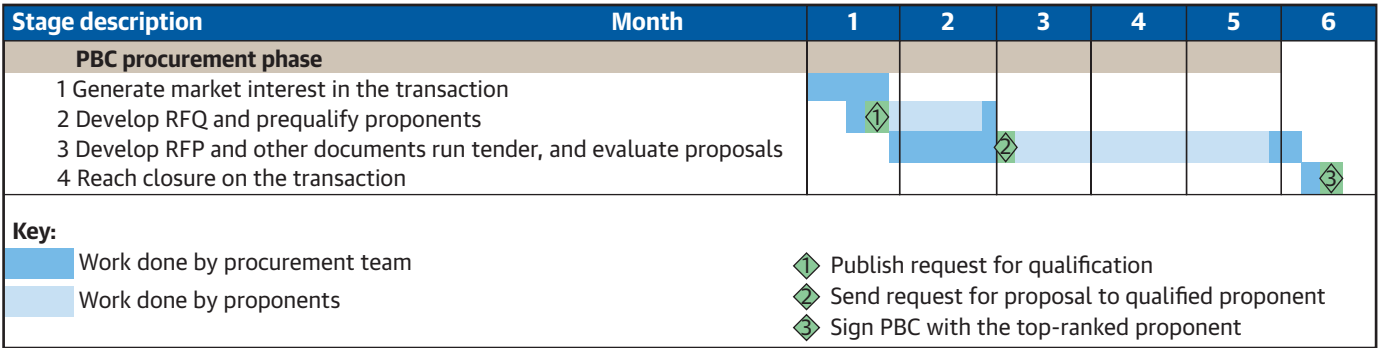 Stage description Month 1 2 3 4 5 6
PBC procurement phase
1 Generate market interest in the transaction
2 Develop RFQ and prequalify proponents 1
3 Develop RFP and other documents run tender, and evaluate proposals 2
4 Reach closure on the transaction 3
Key:
Work done by procurement team
Work done by proponents
1 Publish request for qualification
2 Send request for proposal to qualified proponent
3 Sign PBC with the top-ranked proponent